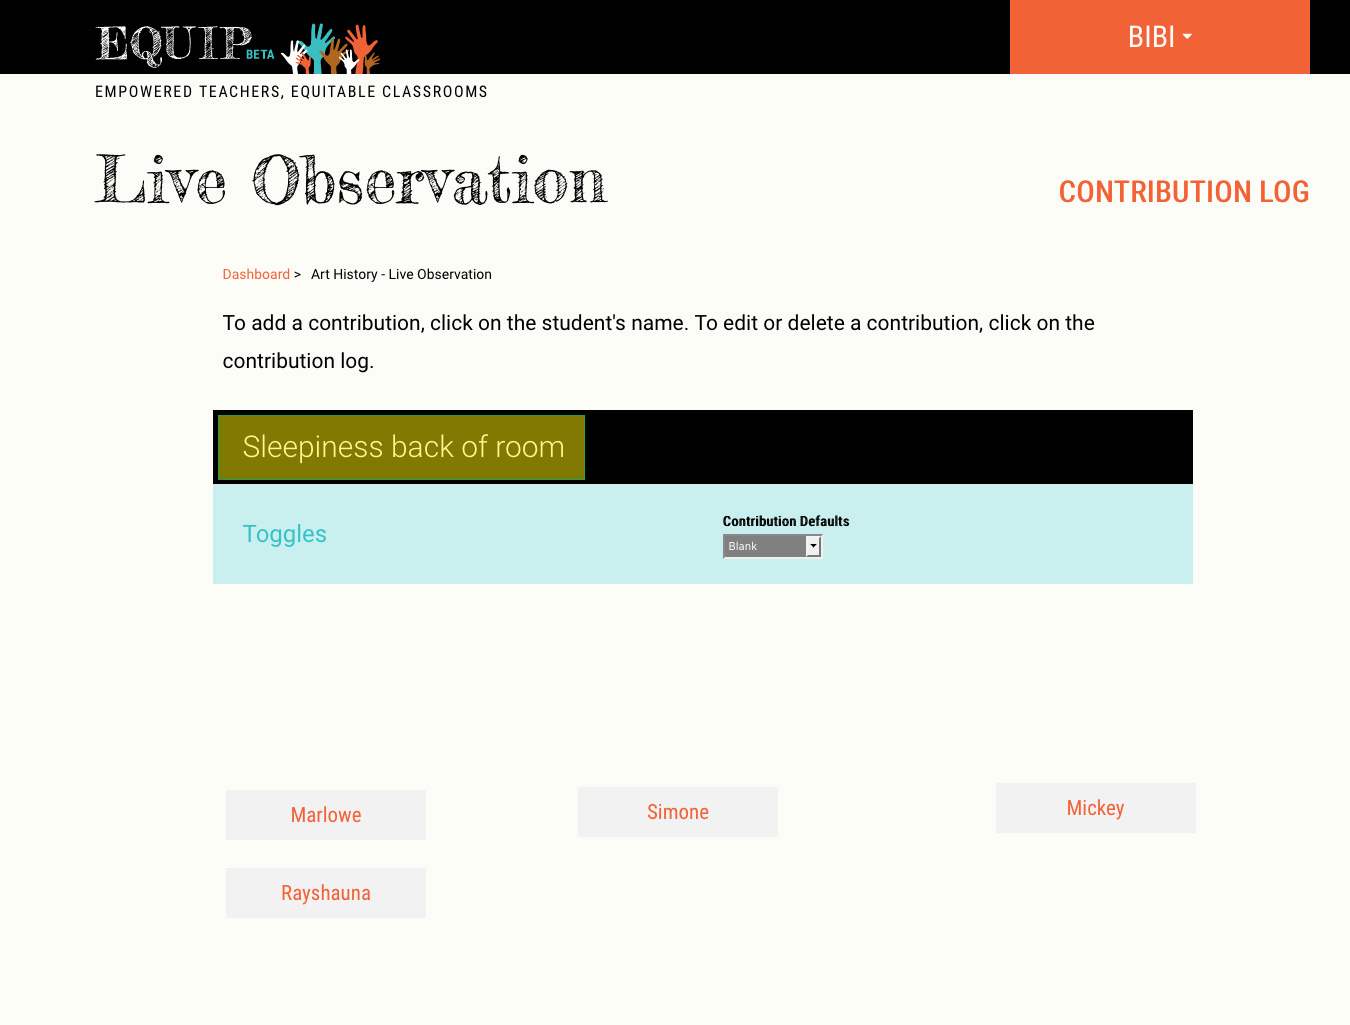 EQUIP BETA
BIBI
EMPOWERED TEACHERS, EQUITABLE CLASSROOMS
Live Observation
CONTRIBUTION LOG
Dashboard > Art History - Live Observation
To add a contribution, click on the student's name. To edit or delete a contribution, click on the
contribution log.
Sleepiness back of room
Toggles
Contribution Defaults
Blank
Marlowe
Simone
Mickey
Rayshauna